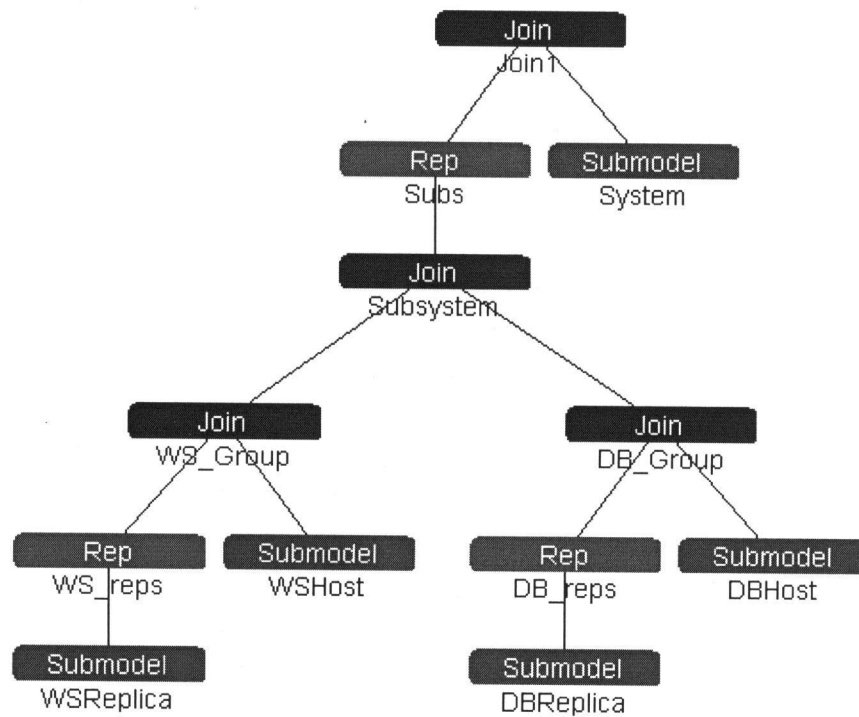 Join
Join1
Rep Submodel
Subs System
Join
Subsystem
Join Join
WS_Group DB_Group
Rep Submodel Rep Submodel
WS_reps WSHost DB_reps DBHost
Submodel Submodel
WSReplica DBReplica